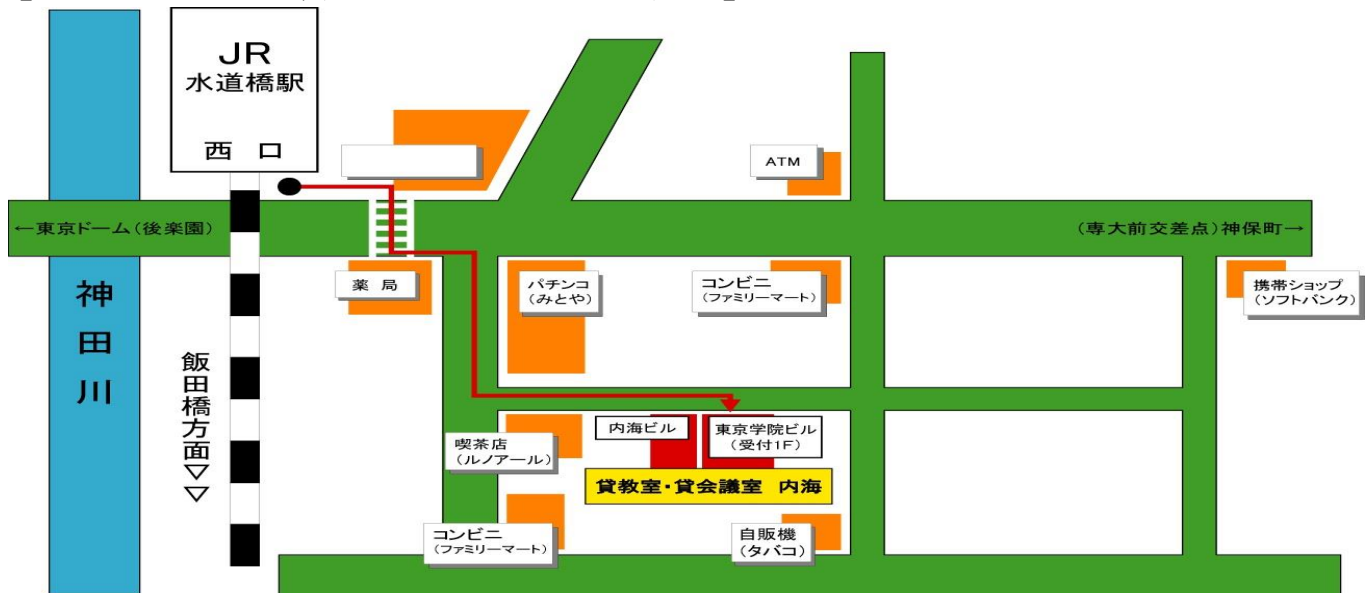 JR
水道橋駅
西 口
ATM
←東京ドーム(後楽園)
(専大前交差点)神保町→
神田川
飯田橋方面▽▽
薬 局
パチンコ
(みとや)
コンビニ
(ファミリーマート)
携帯ショップ
(ソフトバンク)
喫茶店
(ルノアール)
内海ビル
東京学院ビル
(受付1F)
貸教室・貸会議室 内海
コンビニ
(ファミリーマート)
自販機
(タバコ)